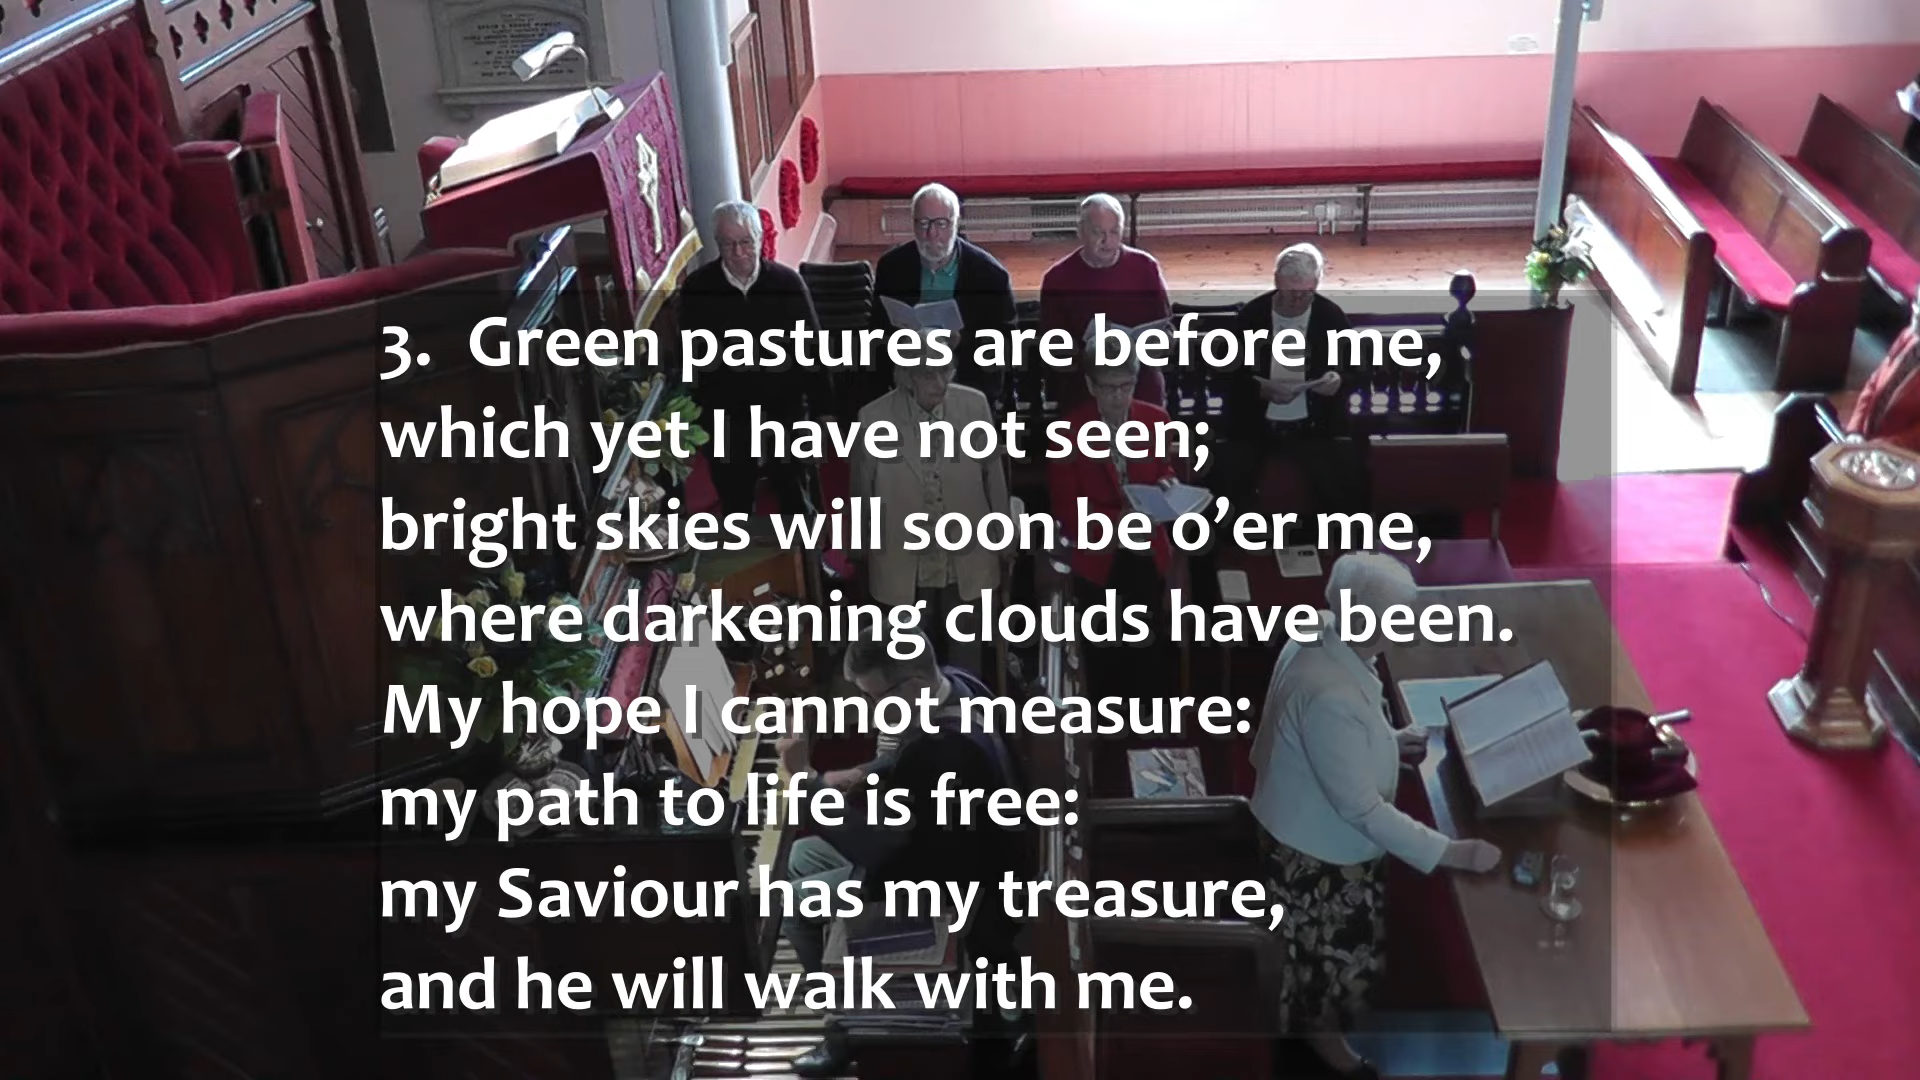 3. Green pastures are before me,
which yet I have not seen;
bright skies will soon be o’er me,
where darkening clouds have been.
My hope I cannot measure:
my path to life is free:
my Saviour has my treasure,
and he will walk with me.